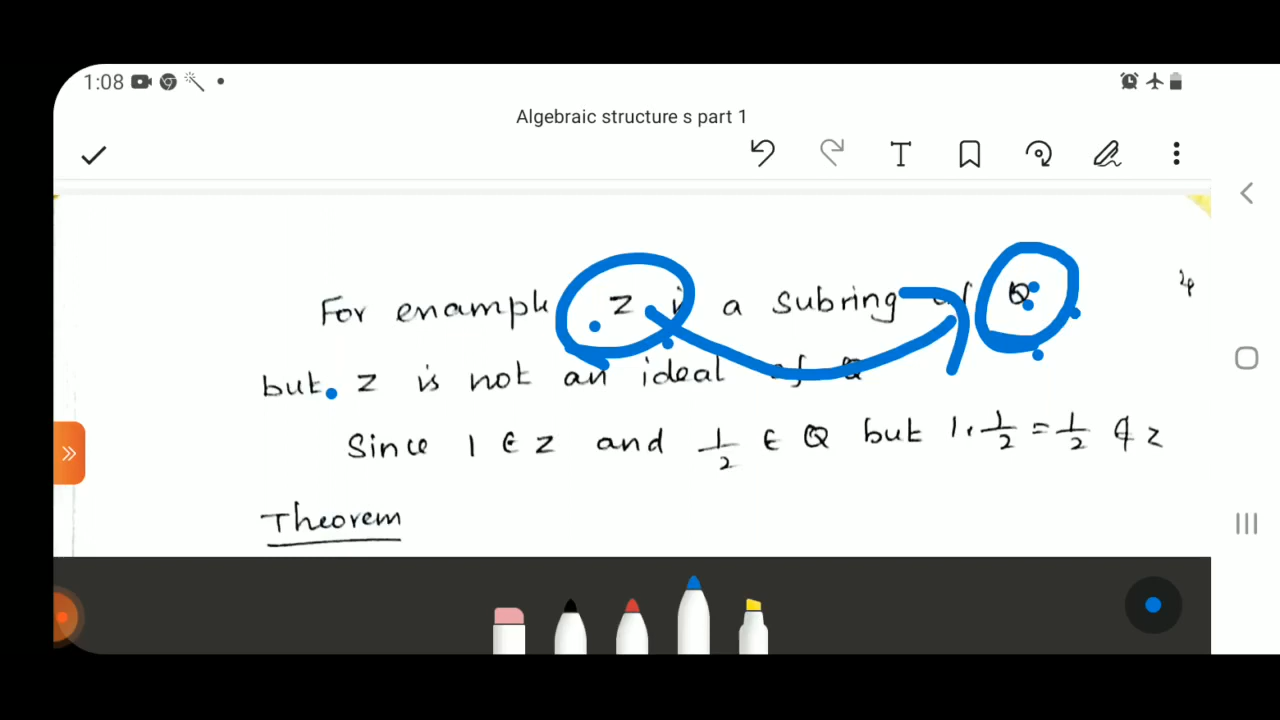 1:08
Algebraic structure s part 1
T
For enample Z is a subring of Q
but. Z is not an ideal of Q
Since 1 ∈ Z and 1/2 ∈ Q but 1.1/2 = 1/2 ∉ Z
Theorem